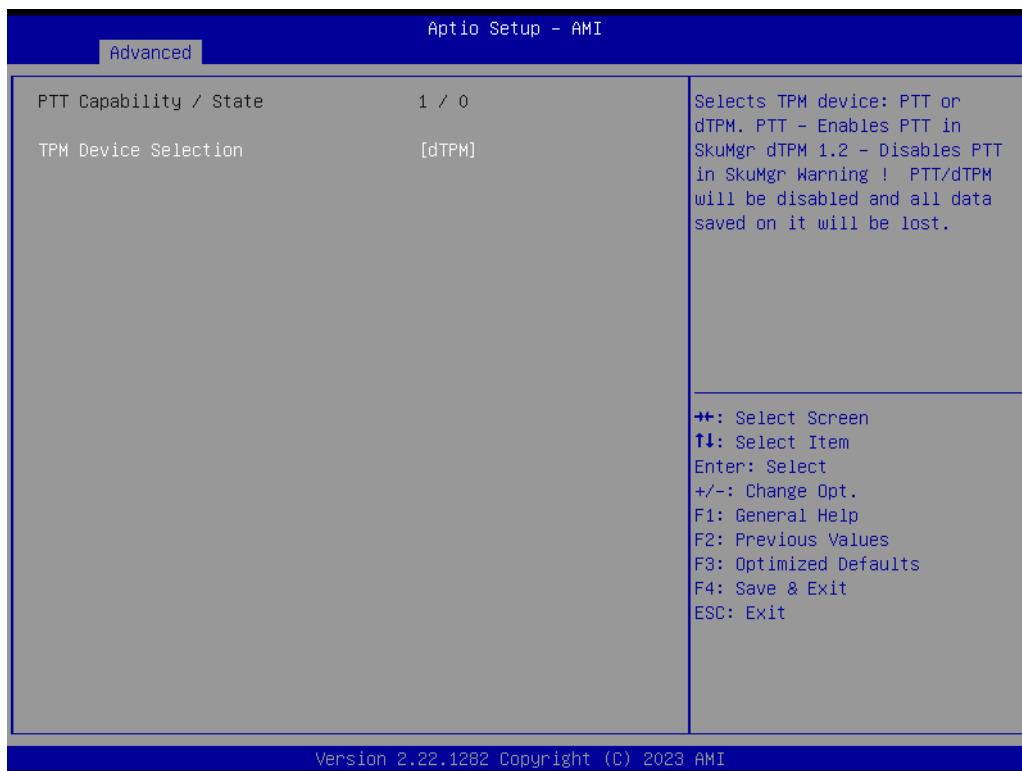 Aptio Setup – AMI
Advanced
PTT Capability / State 1 / 0
TPM Device Selection [dTPM]
Selects TPM device: PTT or
dTPM. PTT – Enables PTT in
SkuMgr dTPM 1.2 – Disables PTT
in SkuMgr Warning ! PTT/dTPM
will be disabled and all data
saved on it will be lost.
→←: Select Screen
↑↓: Select Item
Enter: Select
+/-: Change Opt.
F1: General Help
F2: Previous Values
F3: Optimized Defaults
F4: Save & Exit
ESC: Exit
Version 2.22.1282 Copyright (C) 2023 AMI